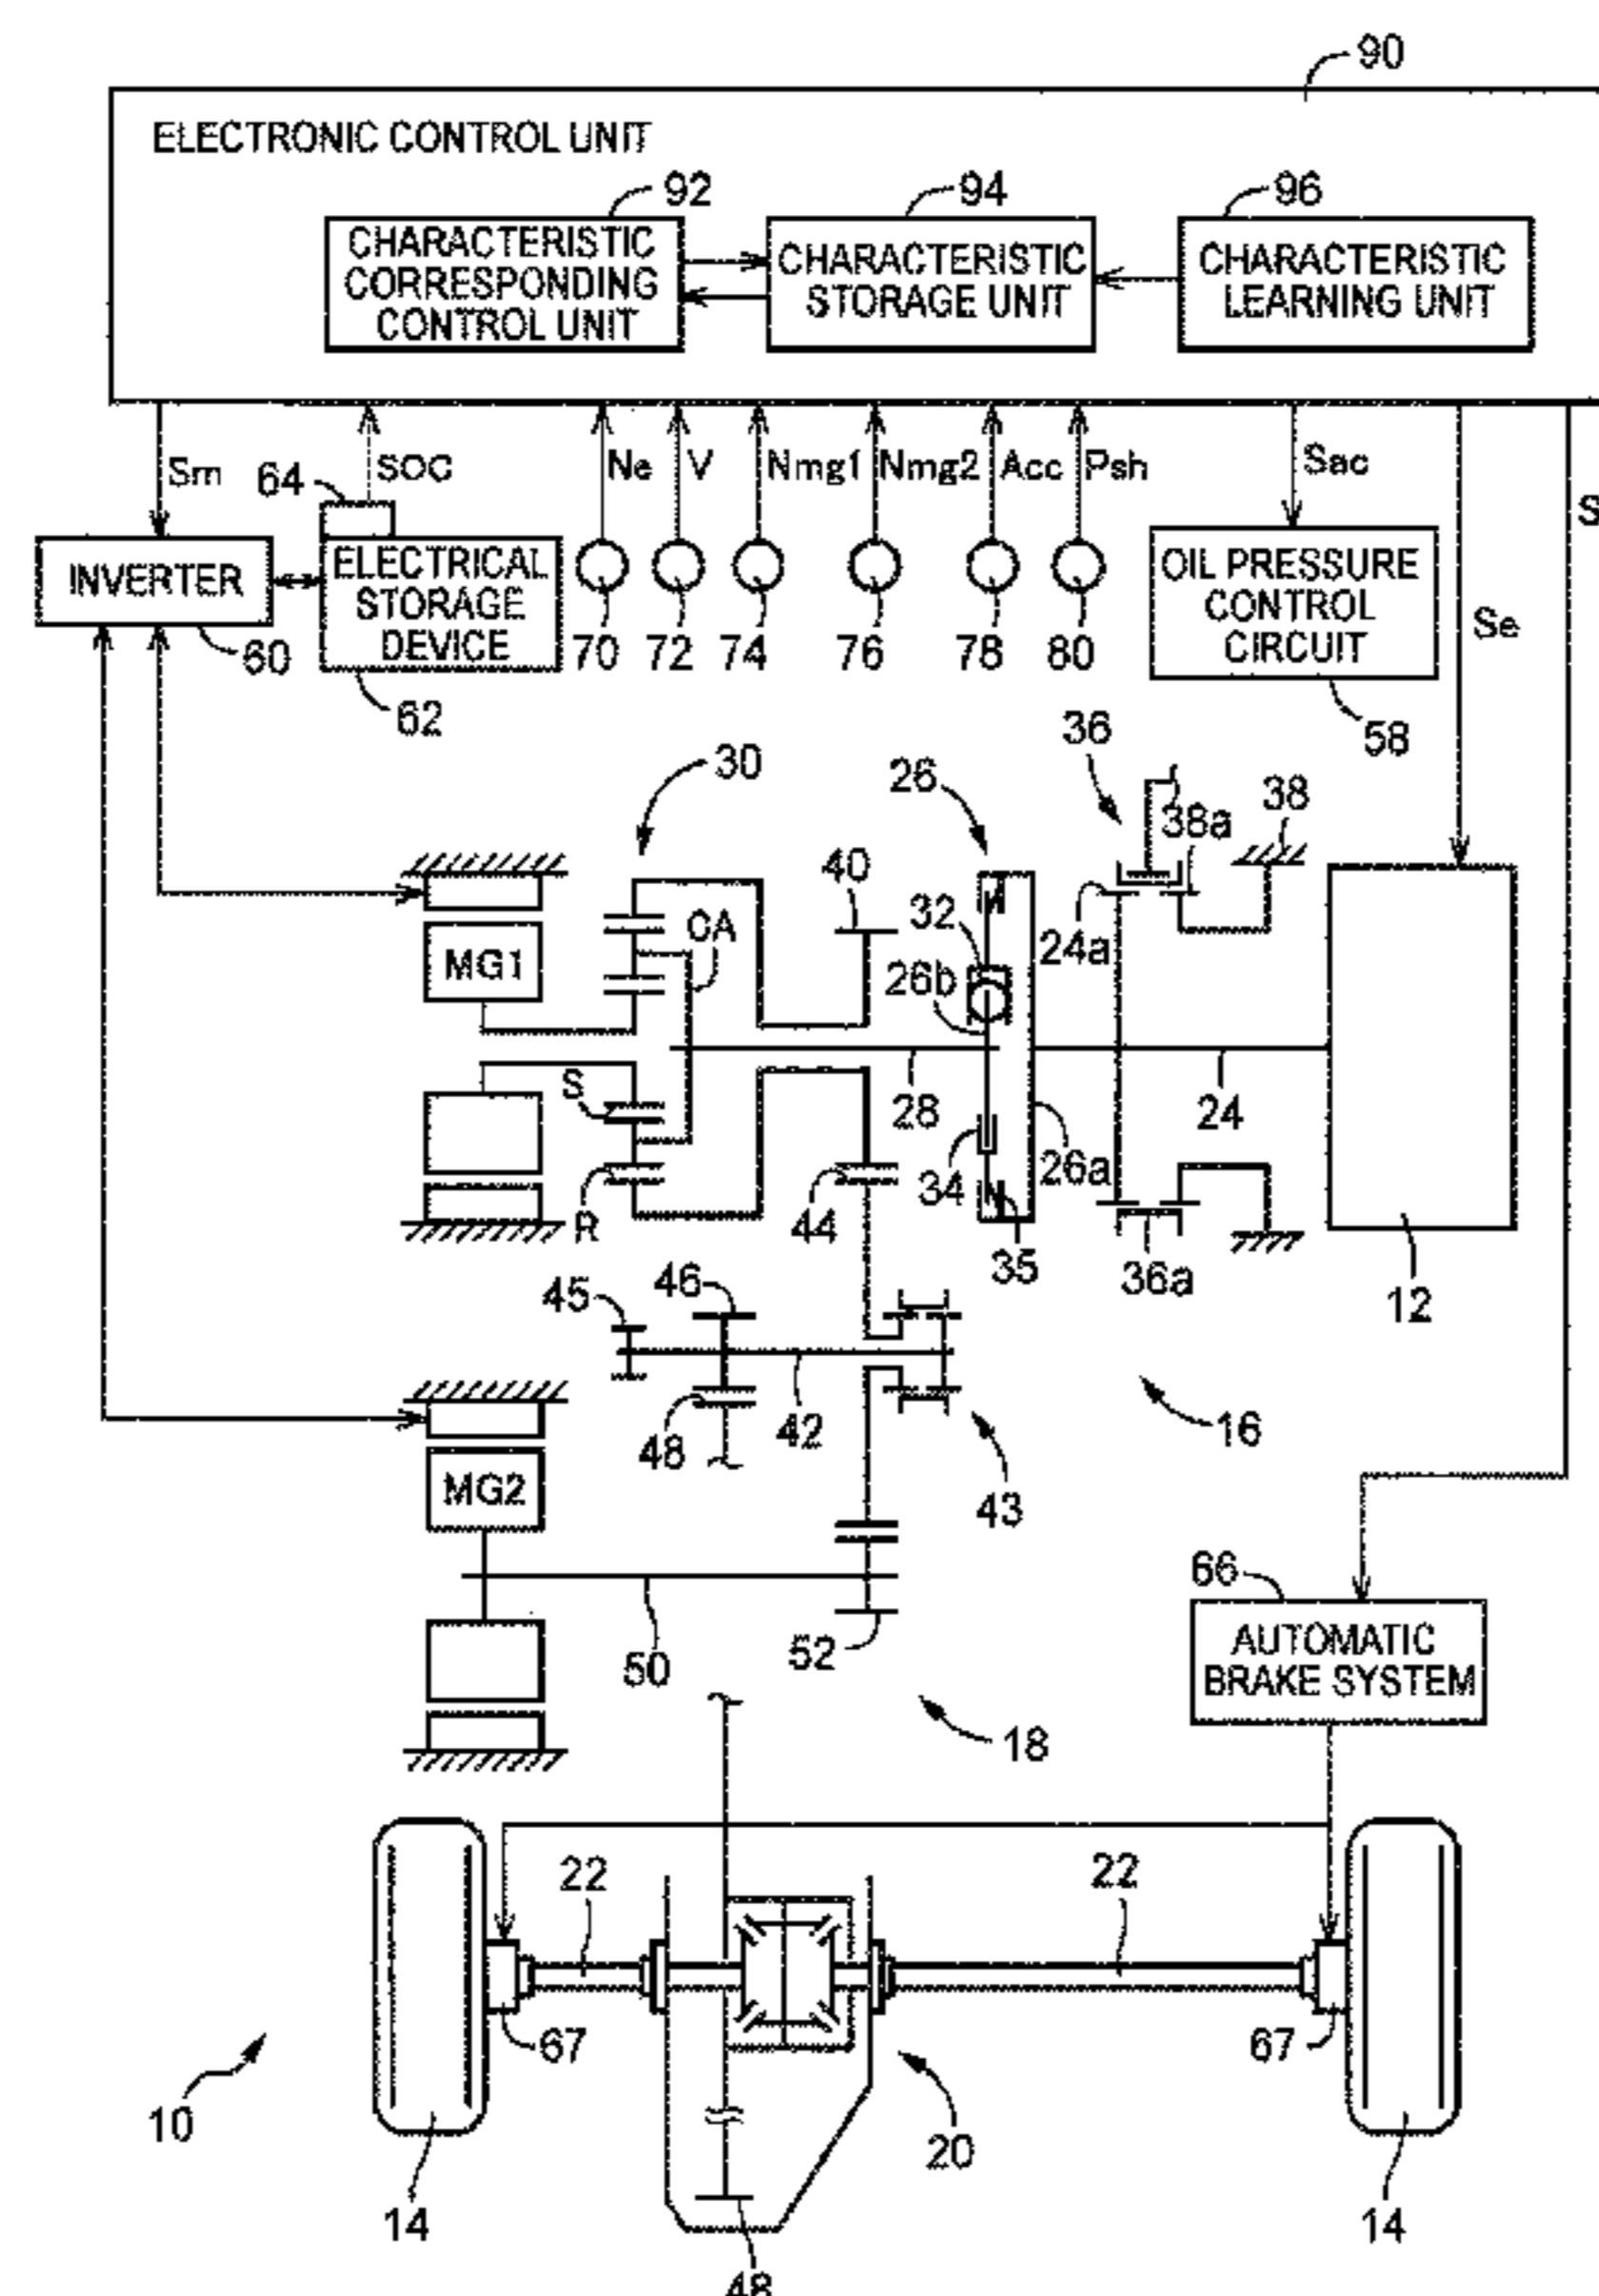 90
ELECTRONIC CONTROL UNIT
92
94
96
CHARACTERISTIC
CORRESPONDING
CONTROL UNIT
CHARACTERISTIC
STORAGE UNIT
CHARACTERISTIC
LEARNING UNIT
Sm
64
SOC
Ne
V
Nmg1
Nmg2
Acc
Psh
Sac
S
INVERTER
ELECTRICAL
STORAGE
DEVICE
OIL PRESSURE
CONTROL
CIRCUIT
Se
60
62
70
72
74
76
78
80
58
30
26
36
38
38a
40
32
CA
24a
26b
MG1
S
28
24
34
26a
R
44
35
36a
12
45
46
48
42
16
43
MG2
66
50
52
AUTOMATIC
BRAKE SYSTEM
18
22
22
67
67
10
20
14
14
48